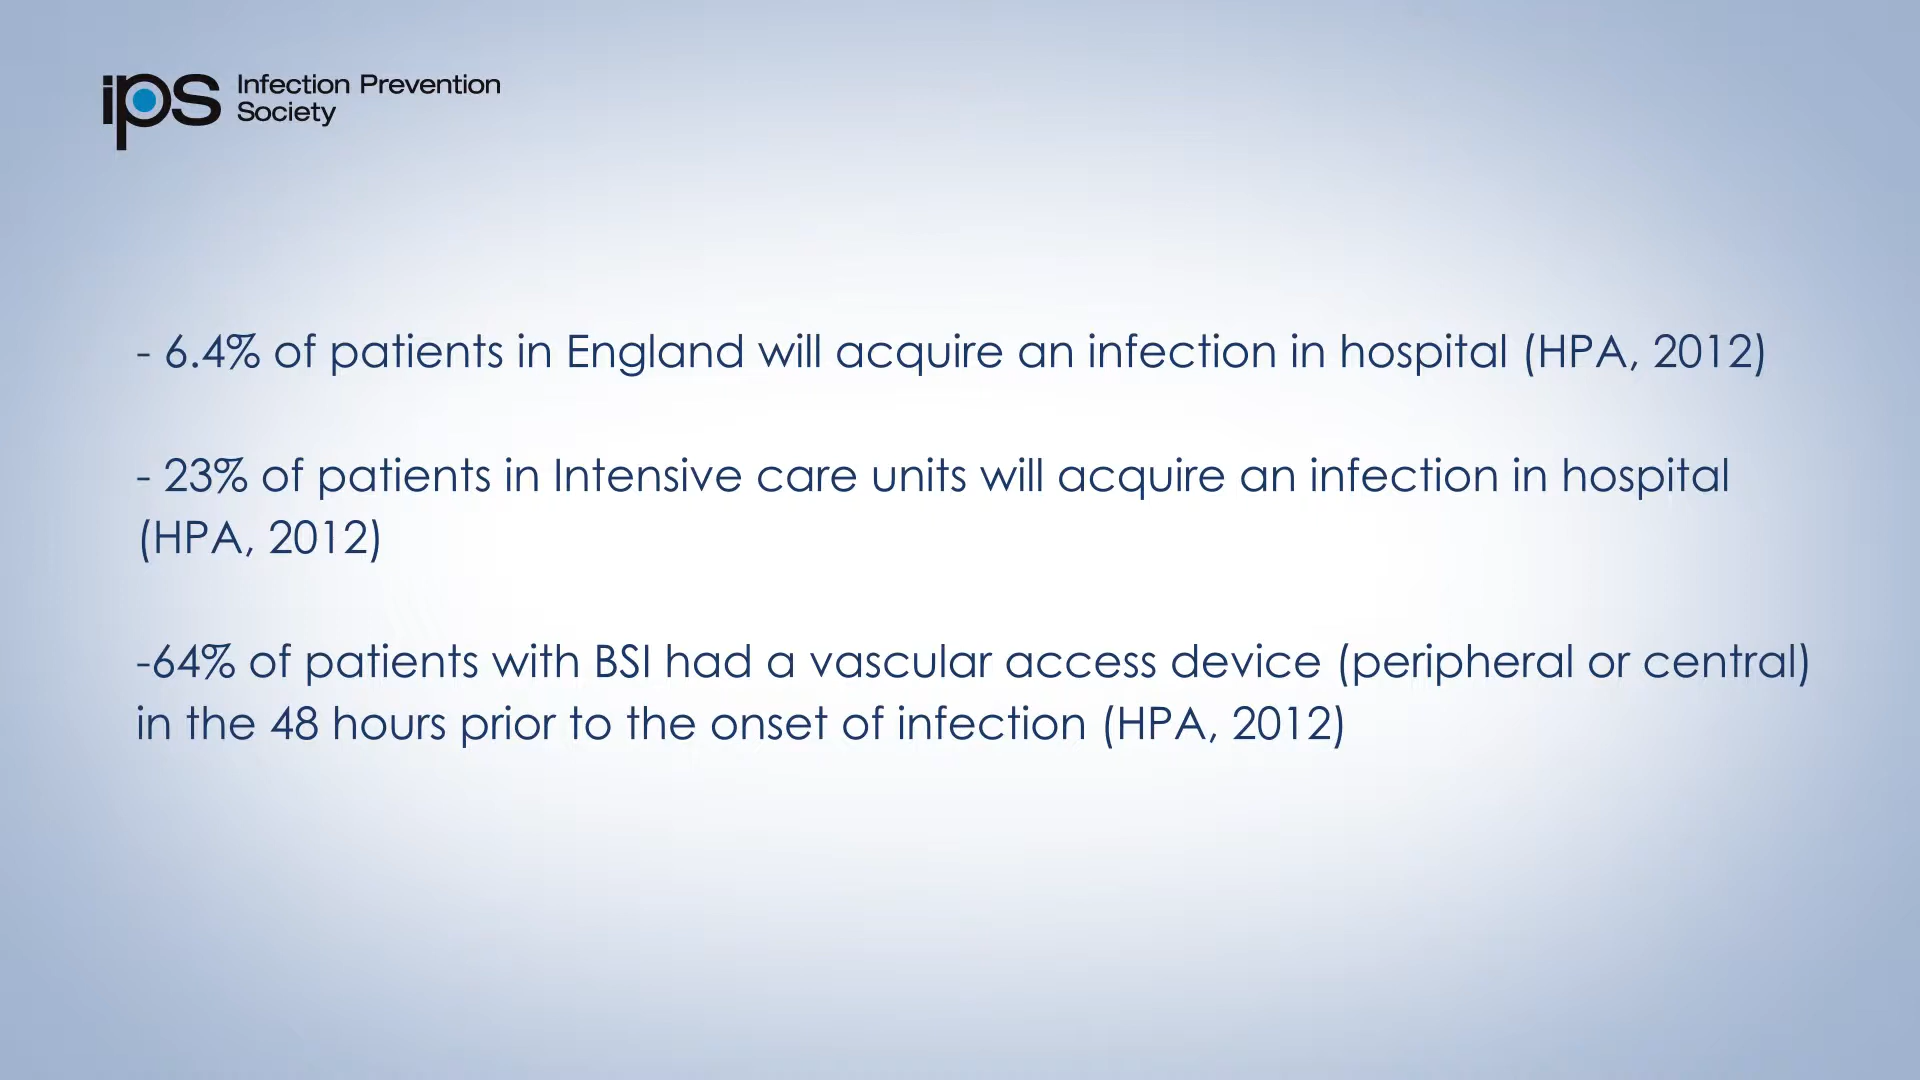 ips Infection Prevention
Society
- 6.4% of patients in England will acquire an infection in hospital (HPA, 2012)
- 23% of patients in Intensive care units will acquire an infection in hospital
(HPA, 2012)
-64% of patients with BSI had a vascular access device (peripheral or central)
in the 48 hours prior to the onset of infection (HPA, 2012)